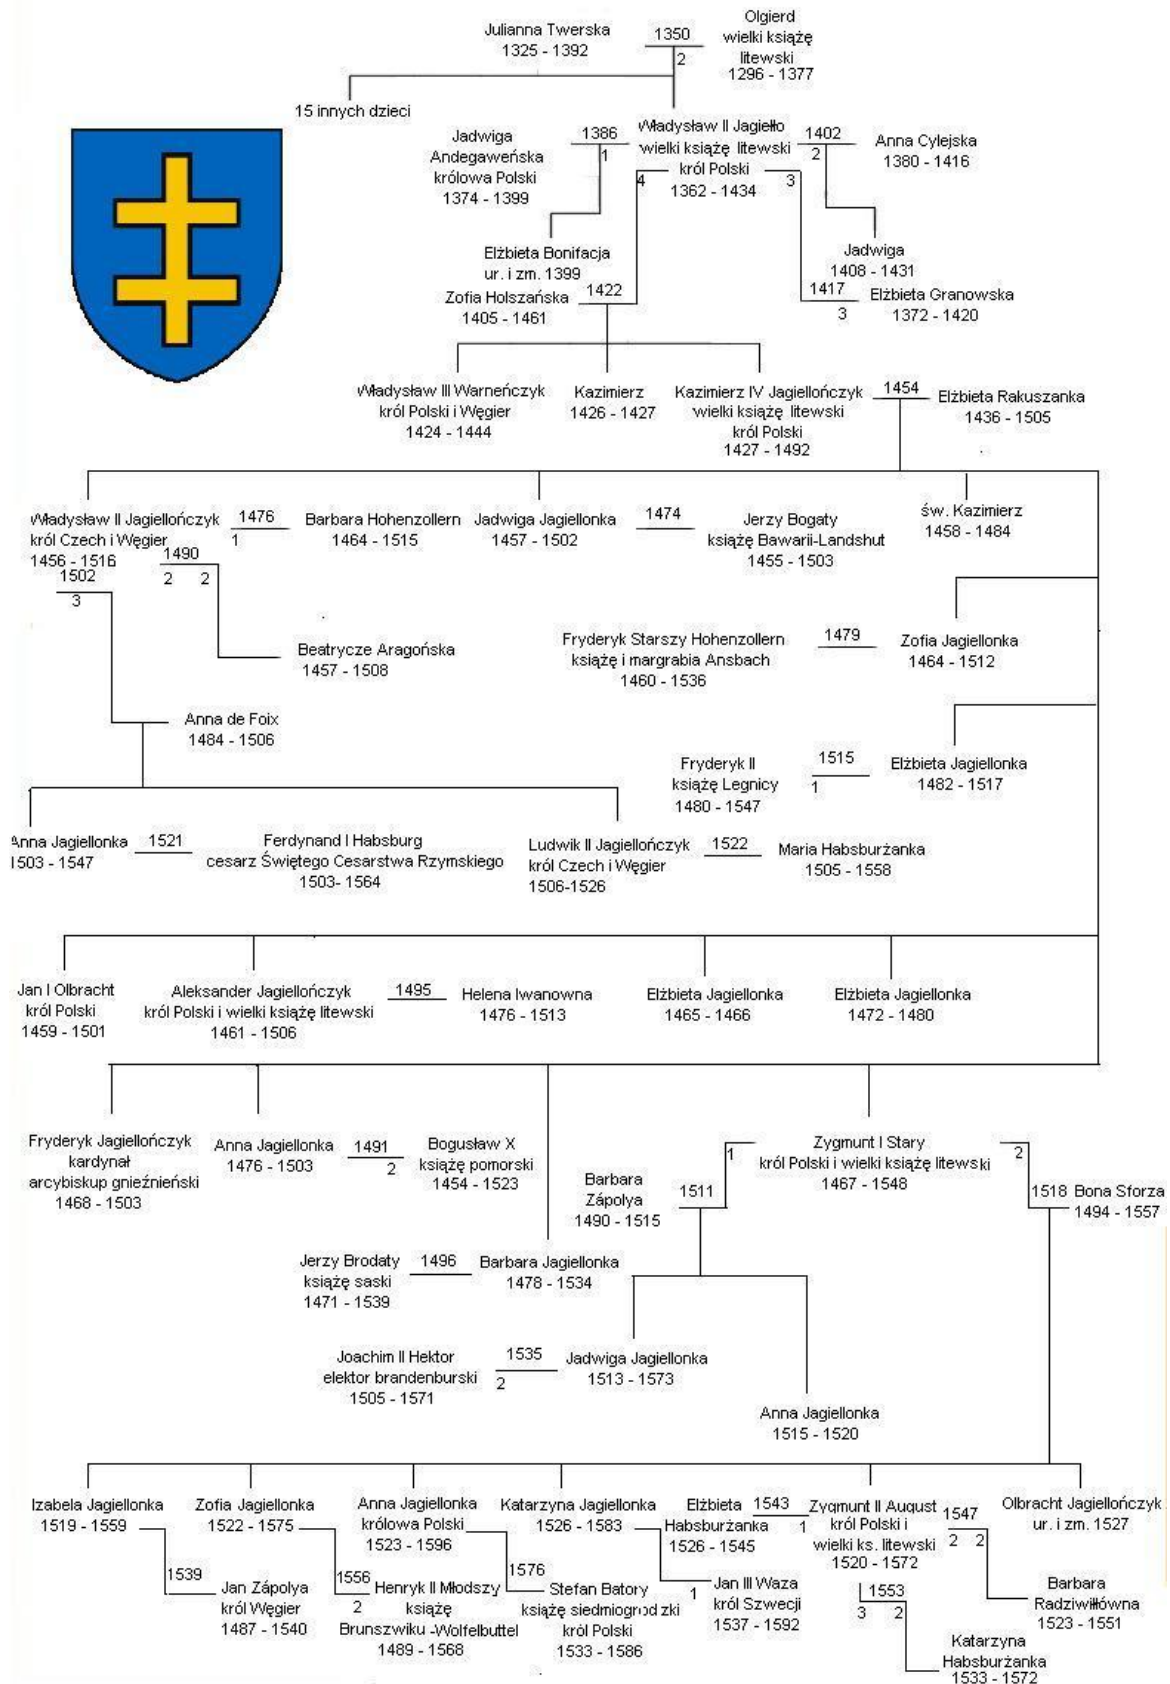 Julianna Twerska
1325 - 1392
1350
2
Olgierd
wielki książę
litewski
1296 - 1377
15 innych dzieci
Jadwiga
Andegaweńska
królowa Polski
1374 - 1399
1386
1
Władysław II Jagiełło
wielki książę litewski
król Polski
1362 - 1434
4
3
1402
2
Anna Cylejska
1380 - 1416
Elżbieta Bonifacja
ur. i zm. 1399
Jadwiga
1408 - 1431
Zofia Holszańska
1405 - 1461
1422
1417
3
Elżbieta Granowska
1372 - 1420
Władysław III Warneńczyk
król Polski i Węgier
1424 - 1444
Kazimierz
1426 - 1427
Kazimierz IV Jagiellończyk
wielki książę litewski
król Polski
1427 - 1492
1454
Elżbieta Rakuszanka
1436 - 1505
Władysław II Jagiellończyk
król Czech i Węgier
1456 - 1516
1476
1
Barbara Hohenzollern
1464 - 1515
1490
2 2
1502
3
Jadwiga Jagiellonka
1457 - 1502
1474
Jerzy Bogaty
książę Bawarii-Landshut
1455 - 1503
św. Kazimierz
1458 - 1484
Beatrycze Aragońska
1457 - 1508
Fryderyk Starszy Hohenzollern
książę i margrabia Ansbach
1460 - 1536
1479
Zofia Jagiellonka
1464 - 1512
Anna de Foix
1484 - 1506
Fryderyk II
książę Legnicy
1480 - 1547
1515
1
Elżbieta Jagiellonka
1482 - 1517
Anna Jagiellonka
1503 - 1547
1521
Ferdynand I Habsburg
cesarz Świętego Cesarstwa Rzymskiego
1503- 1564
Ludwik II Jagiellończyk
król Czech i Węgier
1506-1526
1522
Maria Habsburżanka
1505 - 1558
Jan I Olbracht
król Polski
1459 - 1501
Aleksander Jagiellończyk
król Polski i wielki książę litewski
1461 - 1506
1495
Helena Iwanowna
1476 - 1513
Elżbieta Jagiellonka
1465 - 1466
Elżbieta Jagiellonka
1472 - 1480
Fryderyk Jagiellończyk
kardynał
arcybiskup gnieźnieński
1468 - 1503
Anna Jagiellonka
1476 - 1503
1491
2
Bogusław X
książę pomorski
1454 - 1523
Zygmunt I Stary
król Polski i wielki książę litewski
1467 - 1548
1
2
Barbara
Zápolya
1490 - 1515
1511
1518
Bona Sforza
1494 - 1557
Jerzy Brodaty
książę saski
1471 - 1539
1496
Barbara Jagiellonka
1478 - 1534
Joachim II Hektor
elektor brandenburski
1505 - 1571
1535
2
Jadwiga Jagiellonka
1513 - 1573
Anna Jagiellonka
1515 - 1520
Izabela Jagiellonka
1519 - 1559
Zofia Jagiellonka
1522 - 1575
Anna Jagiellonka
królowa Polski
1523 - 1596
Katarzyna Jagiellonka
1526 - 1583
Elżbieta
Habsburżanka
1526 - 1545
1543
1
Zygmunt II August
król Polski i
wielki ks. litewski
1520 - 1572
1547
2 2
Olbracht Jagiellończyk
ur. i zm. 1527
1539
Jan Zápolya
król Węgier
1487 - 1540
1556
2
Henryk II Młodszy
książę
Brunszwiku -Wolfelbuttel
1489 - 1568
1576
Stefan Batory
książę siedmiogrodzki
król Polski
1533 - 1586
1
Jan III Waza
król Szwecji
1537 - 1592
1553
3 2
Barbara
Radziwiłłówna
1523 - 1551
Katarzyna
Habsburżanka
1533 - 1572